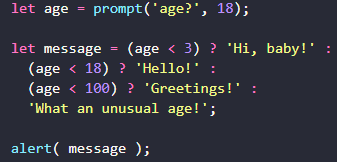 let age = prompt('age?', 18);
let message = (age < 3) ? 'Hi, baby!' :
(age < 18) ? 'Hello!' :
(age < 100) ? 'Greetings!' :
'What an unusual age!';
alert( message );